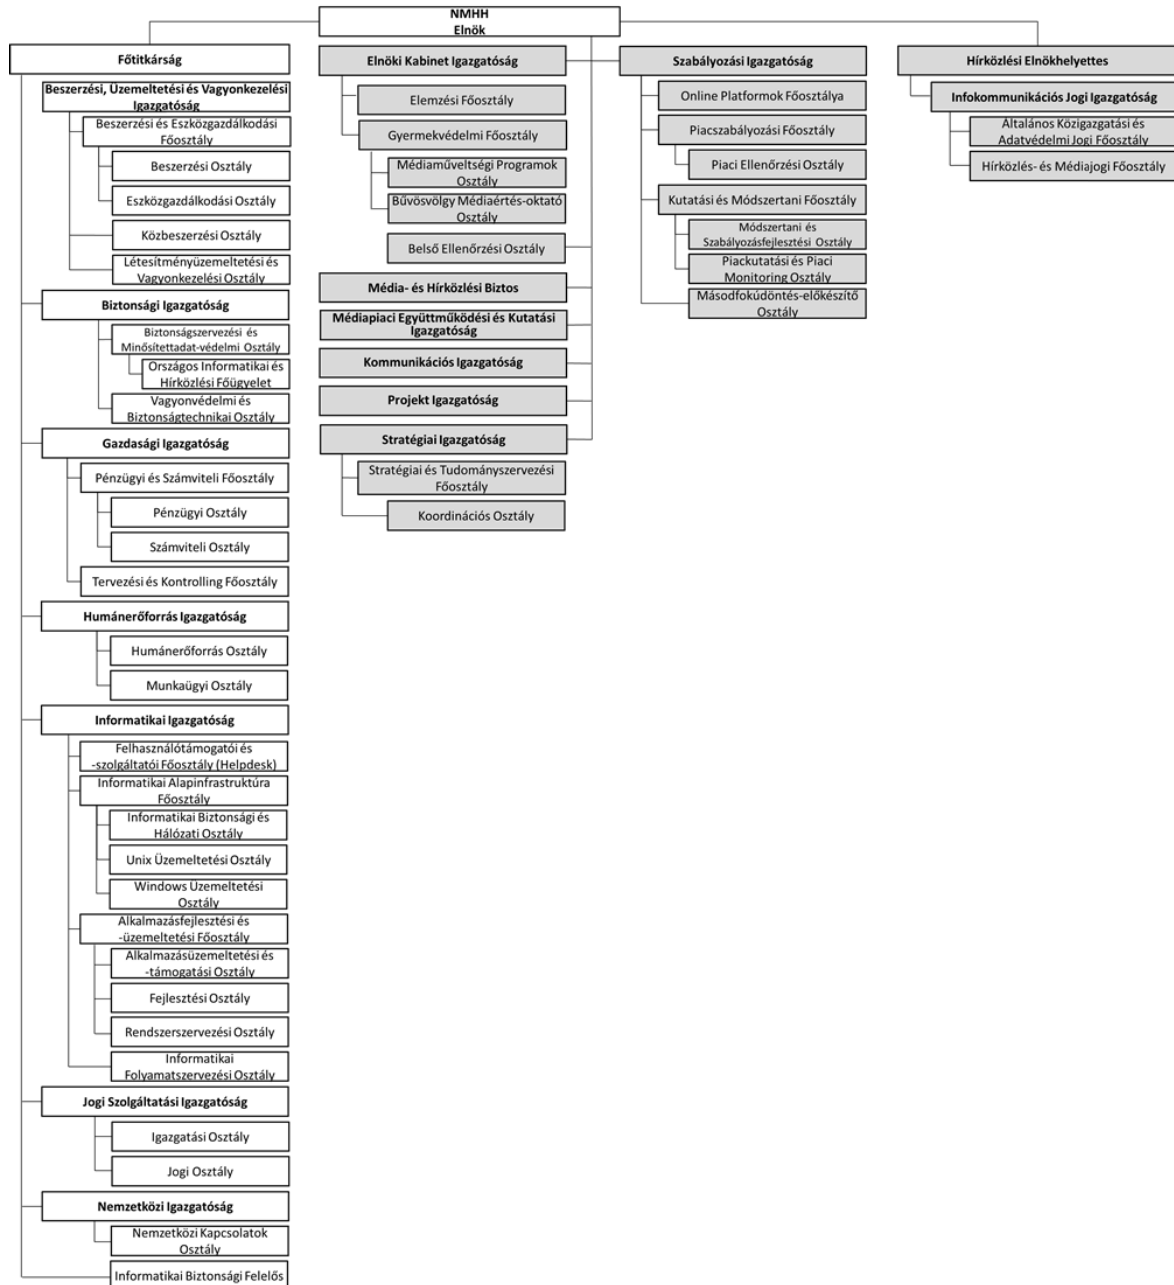 NMHH
Elnök
Főtitkárság
Beszerzési, Üzemeltetési és Vagyonkezelési
Igazgatóság
Beszerzési és Eszközgazdálkodási
Főosztály
Beszerzési Osztály
Eszközgazdálkodási Osztály
Közbeszerzési Osztály
Létesítményüzemeltetési és
Vagyonkezelési Osztály
Biztonsági Igazgatóság
Biztonságszervezési és
Minősítettadat-védelmi Osztály
Országos Informatikai és
Hírközlési Főügyelet
Vagyonvédelmi és
Biztonságtechnikai Osztály
Gazdasági Igazgatóság
Pénzügyi és Számviteli Főosztály
Pénzügyi Osztály
Számviteli Osztály
Tervezési és Kontrolling Főosztály
Humánerőforrás Igazgatóság
Humánerőforrás Osztály
Munkaügyi Osztály
Informatikai Igazgatóság
Felhasználótámogatói és
-szolgáltatói Főosztály (Helpdesk)
Informatikai Alapinfrastruktúra
Főosztály
Informatikai Biztonsági és
Hálózati Osztály
Unix Üzemeltetési Osztály
Windows Üzemeltetési
Osztály
Alkalmazásfejlesztési és
-üzemeltetési Főosztály
Alkalmazásüzemeltetési és
-támogatási Osztály
Fejlesztési Osztály
Rendszerszervezési Osztály
Informatikai
Folyamatszervezési Osztály
Jogi Szolgáltatási Igazgatóság
Igazgatási Osztály
Jogi Osztály
Nemzetközi Igazgatóság
Nemzetközi Kapcsolatok
Osztály
Informatikai Biztonsági Felelős
Elnöki Kabinet Igazgatóság
Elemzési Főosztály
Gyermekvédelmi Főosztály
Médiaműveltségi Programok
Osztály
Bűvösvölgy Médiaértés-oktató
Osztály
Belső Ellenőrzési Osztály
Média- és Hírközlési Biztos
Médiapiaci Együttműködési és Kutatási
Igazgatóság
Kommunikációs Igazgatóság
Projekt Igazgatóság
Stratégiai Igazgatóság
Stratégiai és Tudományszervezési
Főosztály
Koordinációs Osztály
Szabályozási Igazgatóság
Online Platformok Főosztálya
Piacszabályozási Főosztály
Piaci Ellenőrzési Osztály
Kutatási és Módszertani Főosztály
Módszertani és
Szabályozásfejlesztési Osztály
Piackutatási és Piaci
Monitoring Osztály
Másodfokúdöntés-előkészítő
Osztály
Hírközlési Elnökhelyettes
Infokommunikációs Jogi Igazgatóság
Általános Közigazgatási és
Adatvédelmi Jogi Főosztály
Hírközlés- és Médiajogi Főosztály